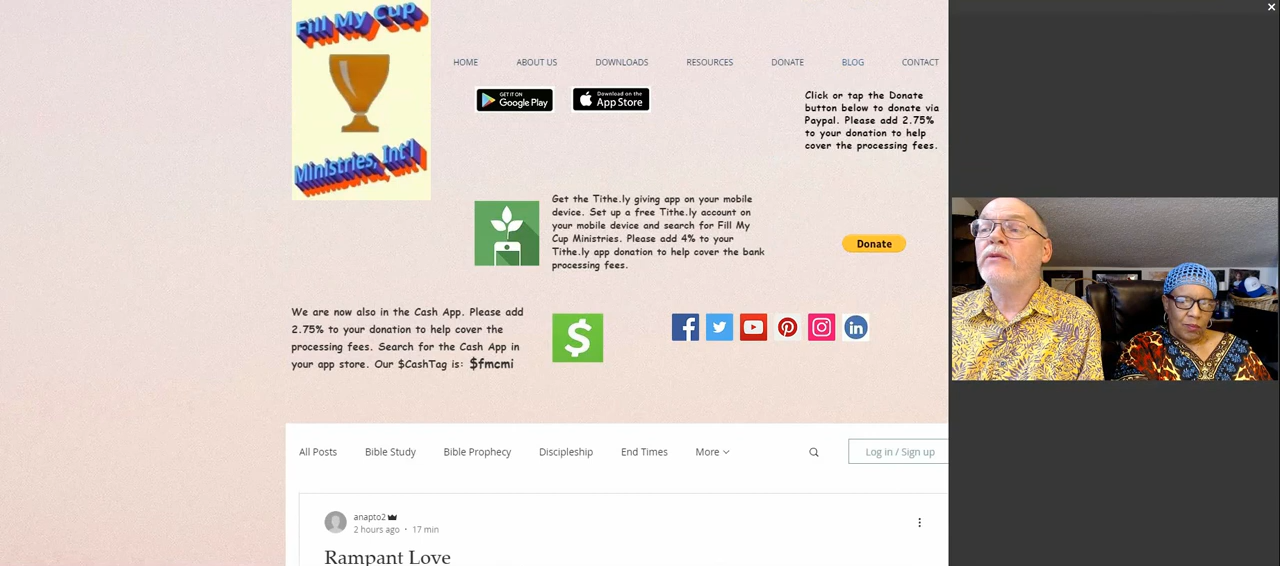 Fill My Cup
Ministries, Int'l
HOME
ABOUT US
DOWNLOADS
RESOURCES
DONATE
BLOG
CONTACT
GET IT ON
Google Play
Download on the
App Store
Click or tap the Donate
button below to donate via
Paypal. Please add 2.75%
to your donation to help
cover the processing fees.
Get the Tithe.ly giving app on your mobile
device. Set up a free Tithe.ly account on
your mobile device and search for Fill My
Cup Ministries. Please add 4% to your
Tithe.ly app donation to help cover the bank
processing fees.
Donate
We are now also in the Cash App. Please add
2.75% to your donation to help cover the
processing fees. Search for the Cash App in
your app store. Our $CashTag is: $fmcmi
All Posts
Bible Study
Bible Prophecy
Discipleship
End Times
More
Log in / Sign up
anapto2
2 hours ago · 17 min
Rampant Love